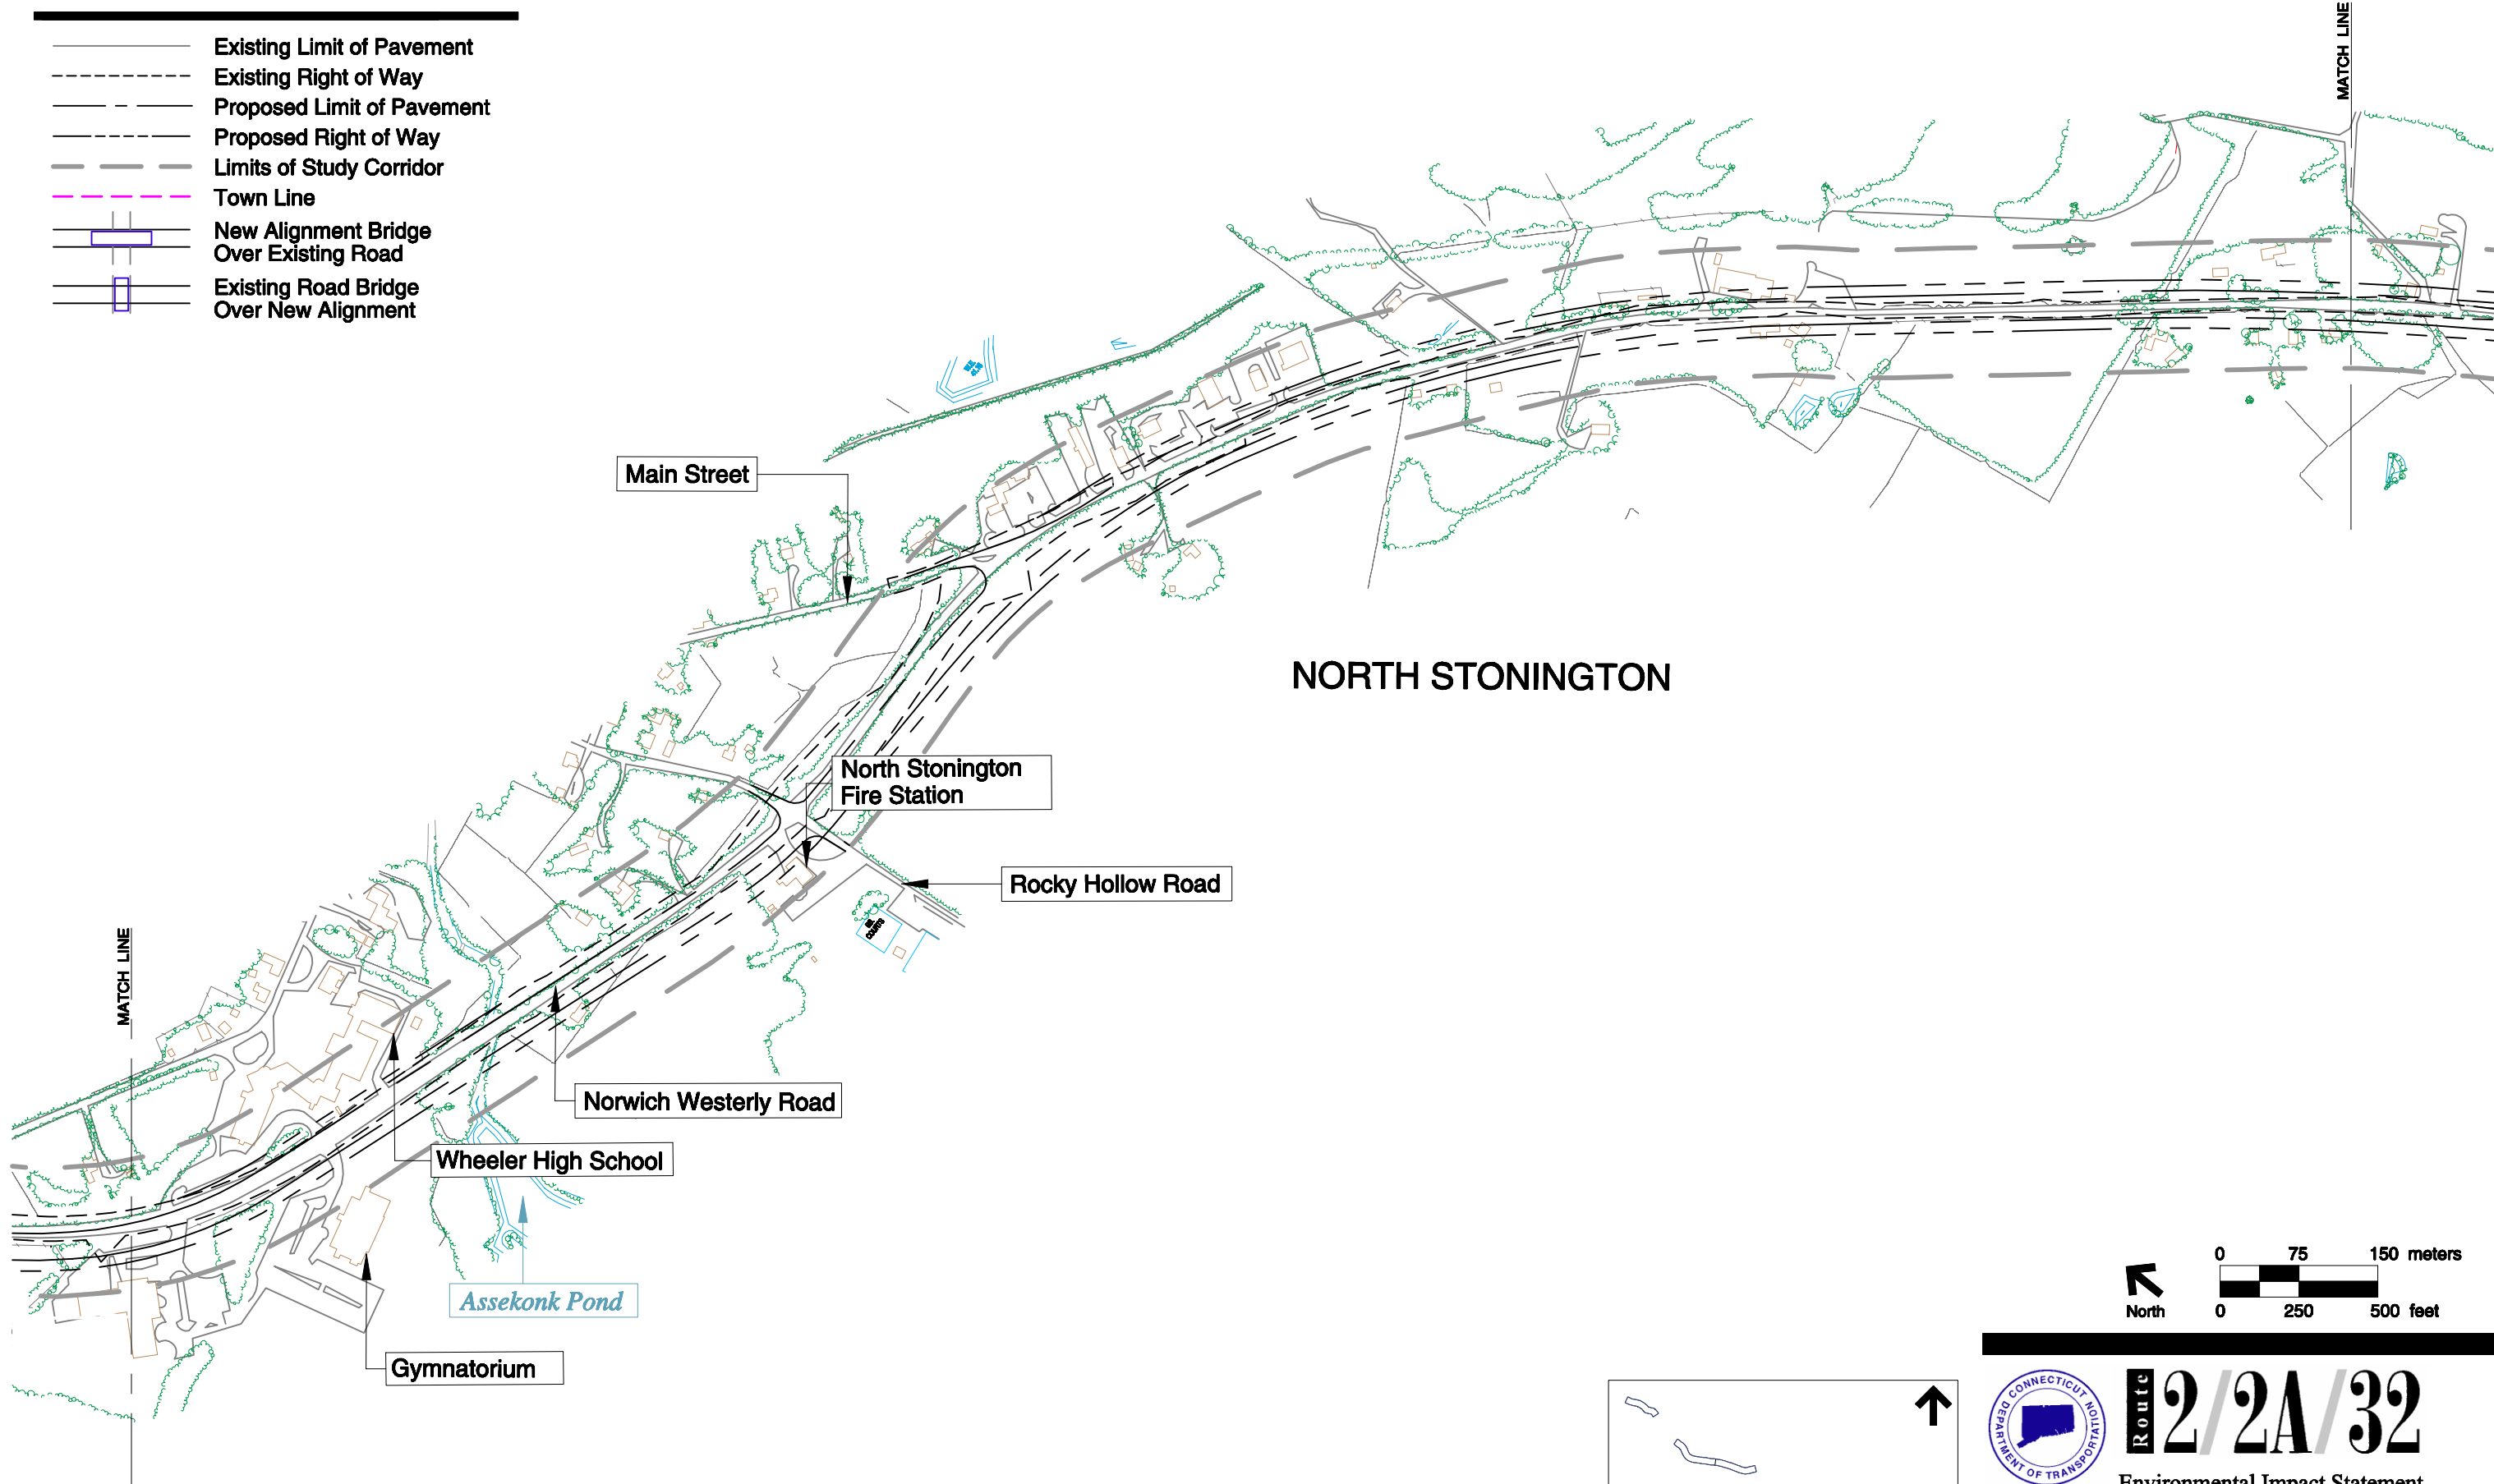 Existing Limit of Pavement
Existing Right of Way
Proposed Limit of Pavement
Proposed Right of Way
Limits of Study Corridor
Town Line
New Alignment Bridge
Over Existing Road
Existing Road Bridge
Over New Alignment
MATCH LINE
Main Street
NORTH STONINGTON
North Stonington
Fire Station
Rocky Hollow Road
COURTS
MATCH LINE
Norwich Westerly Road
Wheeler High School
Assekonk Pond
Gymnatorium
0 75 150 meters
North
0 250 500 feet
CONNECTICUT
DEPARTMENT OF TRANSPORTATION
Route
2/2A/32
Environmental Impact Statement